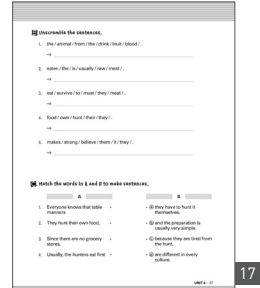 Unscramble the sentences.
1. the / animal / from / the / drink / Inuit / blood / .
→
2. eaten / the / is / usually / raw / meat / .
→
3. eat / survive / to / must / they / meat / .
→
4. food / own / hunt / their / they / .
→
5. makes / strong / believe / them / it / they / .
→
Match the words in A and B to make sentences.
A B
1. Everyone knows that table manners • • ⓐ they have to hunt it themselves.
2. They hunt their own food, • • ⓑ and the preparation is usually very simple.
3. Since there are no grocery stores, • • ⓒ because they are tired from the hunt.
4. Usually, the hunters eat first • • ⓓ are different in every culture.
UNIT 6
17